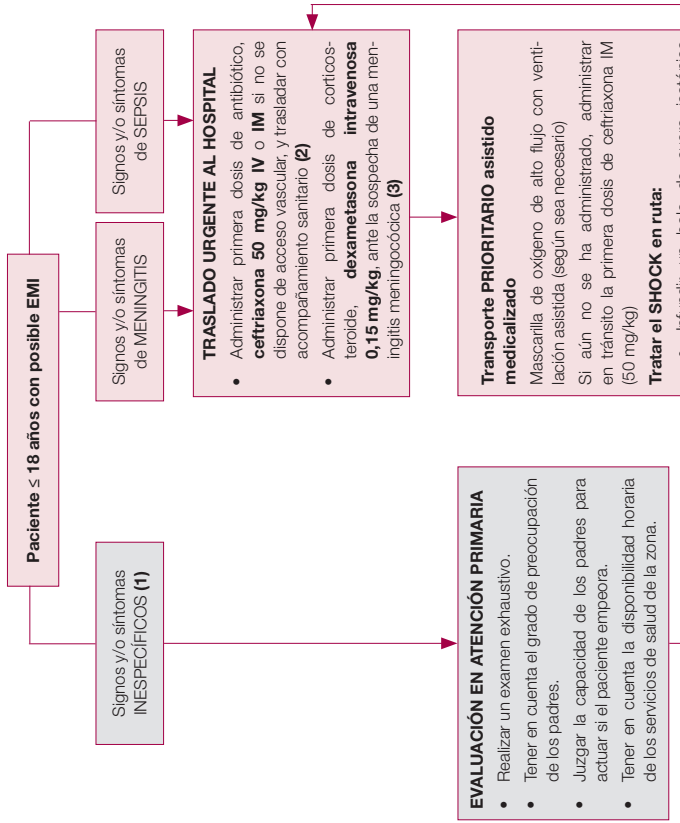 Paciente ≤ 18 años con posible EMI
Signos y/o síntomas
INESPECÍFICOS (1)
Signos y/o síntomas
de MENINGITIS
Signos y/o síntomas
de SEPSIS
TRASLADO URGENTE AL HOSPITAL
• Administrar primera dosis de antibiótico,
ceftriaxona 50 mg/kg IV o IM si no se
dispone de acceso vascular, y trasladar con
acompañamiento sanitario (2)
• Administrar primera dosis de corticos-
teroide, dexametasona intravenosa
0,15 mg/kg, ante la sospecha de una men-
ingitis meningocócica (3)
EVALUACIÓN EN ATENCIÓN PRIMARIA
• Realizar un examen exhaustivo.
• Tener en cuenta el grado de preocupación
de los padres.
• Juzgar la capacidad de los padres para
actuar si el paciente empeora.
• Tener en cuenta la disponibilidad horaria
de los servicios de salud de la zona.
Transporte PRIORITARIO asistido
medicalizado
Mascarilla de oxígeno de alto flujo con venti-
lación asistida (según sea necesario)
Si aún no se ha administrado, administrar
en tránsito la primera dosis de ceftriaxona IM
(50 mg/kg)
Tratar el SHOCK en ruta: